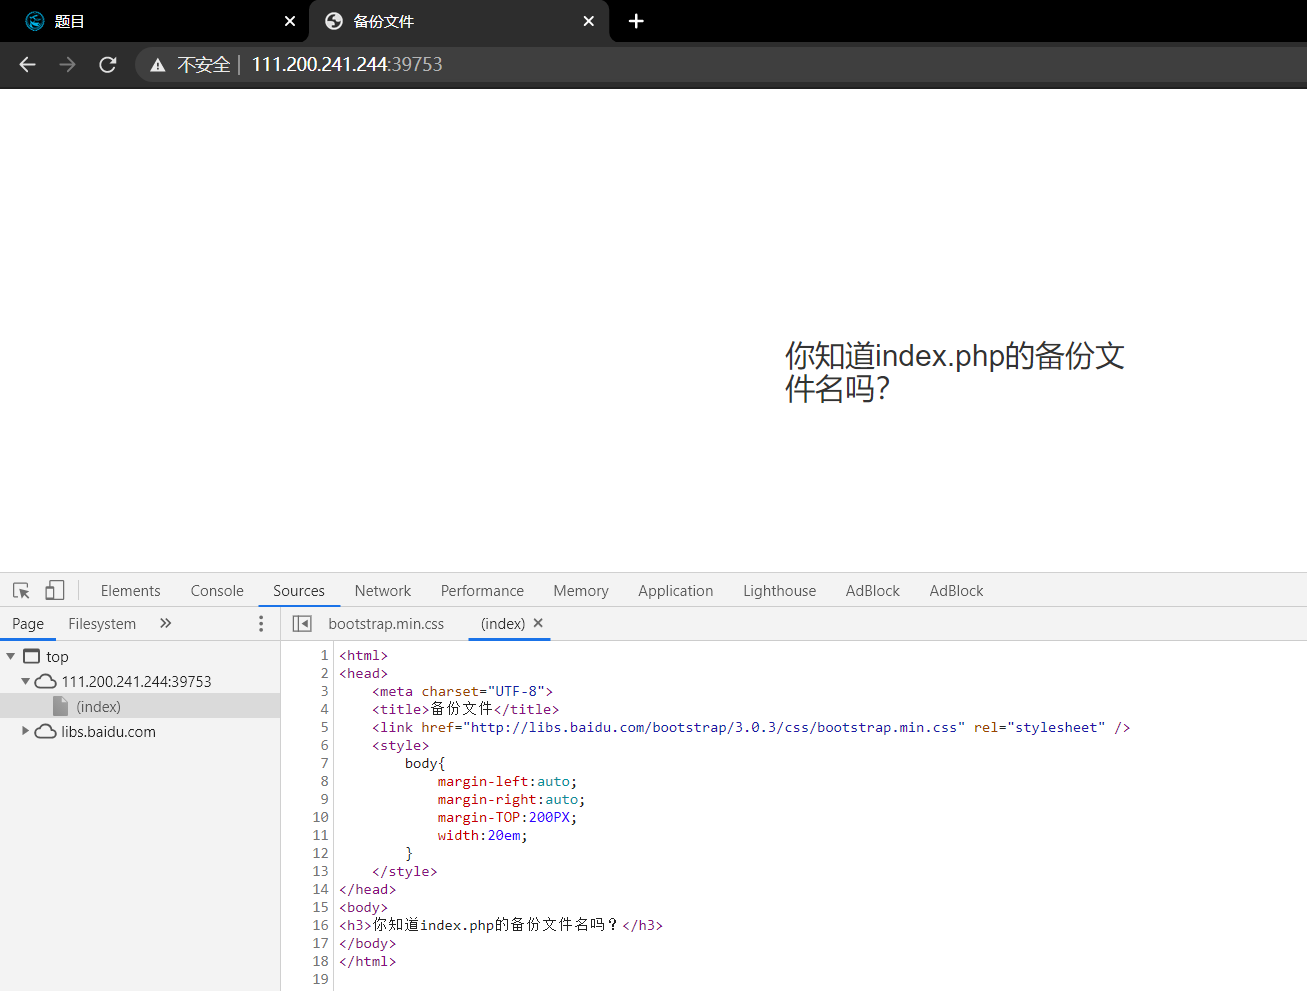 题目
备份文件
不安全 | 111.200.241.244:39753
你知道index.php的备份文
件名吗？
Elements Console Sources Network Performance Memory Application Lighthouse AdBlock AdBlock
Page Filesystem »
bootstrap.min.css (index)
top
111.200.241.244:39753
(index)
libs.baidu.com
1 <html>
2 <head>
3     <meta charset="UTF-8">
4     <title>备份文件</title>
5     <link href="http://libs.baidu.com/bootstrap/3.0.3/css/bootstrap.min.css" rel="stylesheet" />
6     <style>
7         body{
8             margin-left:auto;
9             margin-right:auto;
10             margin-TOP:200PX;
11             width:20em;
12         }
13     </style>
14 </head>
15 <body>
16 <h3>你知道index.php的备份文件名吗？</h3>
17 </body>
18 </html>
19